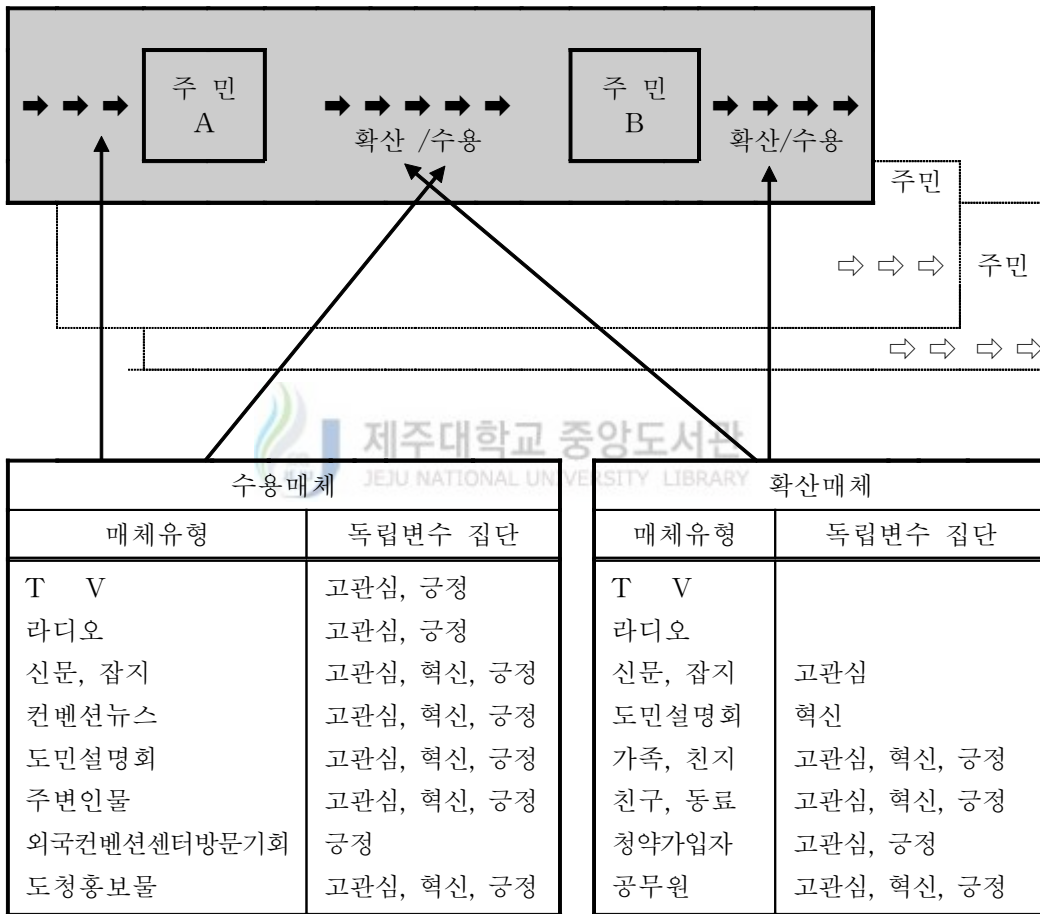 주 민
A
확산 /수용
주 민
B
확산/수용
주민
주민
제주대학교 중앙도서관
JEJU NATIONAL UNIVERSITY LIBRARY
수용매체
매체유형 독립변수 집단
T V 고관심, 긍정
라디오 고관심, 긍정
신문, 잡지 고관심, 혁신, 긍정
컨벤션뉴스 고관심, 혁신, 긍정
도민설명회 고관심, 혁신, 긍정
주변인물 고관심, 혁신, 긍정
외국컨벤션센터방문기회 긍정
도청홍보물 고관심, 혁신, 긍정
확산매체
매체유형 독립변수 집단
T V
라디오
신문, 잡지 고관심
도민설명회 혁신
가족, 친지 고관심, 혁신, 긍정
친구, 동료 고관심, 혁신, 긍정
청약가입자 고관심, 긍정
공무원 고관심, 혁신, 긍정